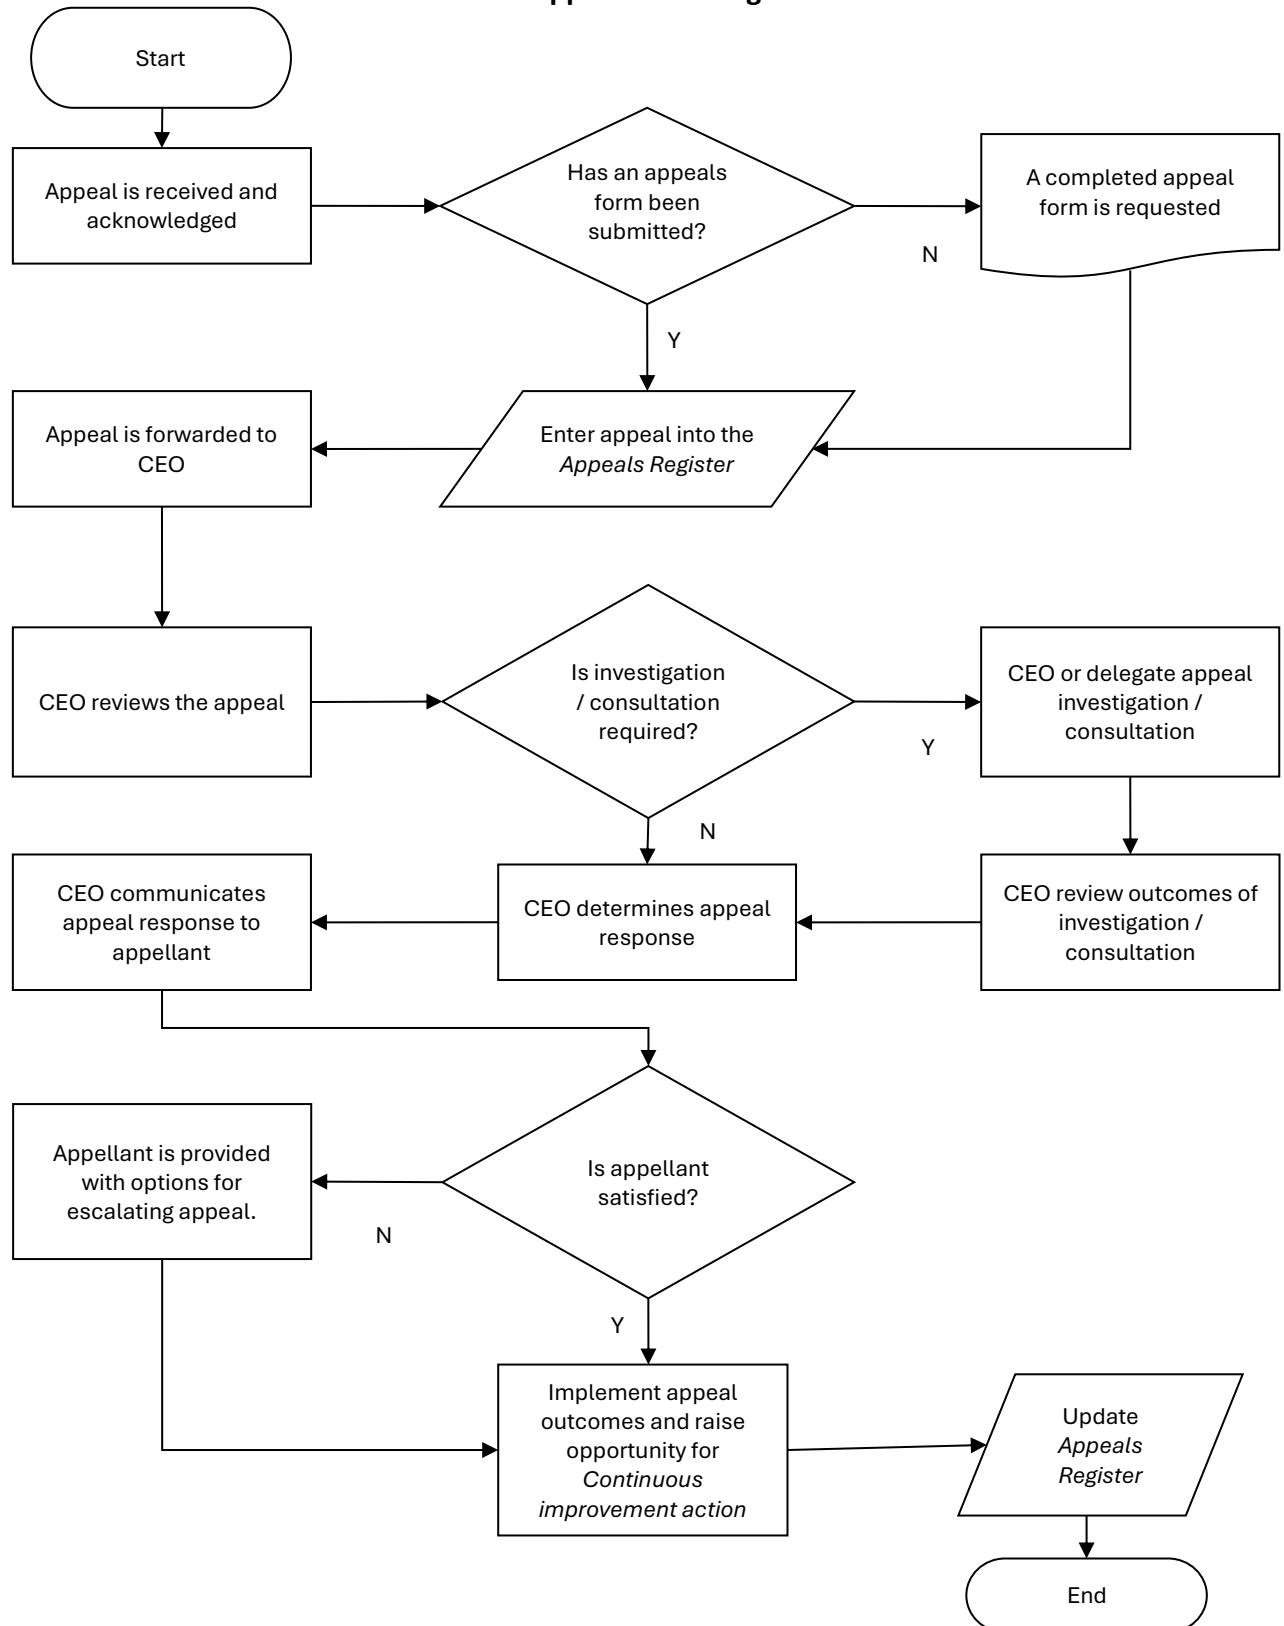 Start
Appeal is received and
acknowledged
Has an appeals
form been
submitted?
A completed appeal
form is requested
N
Y
Appeal is forwarded to
CEO
Enter appeal into the
Appeals Register
CEO reviews the appeal
Is investigation
/ consultation
required?
CEO or delegate appeal
investigation /
consultation
Y
N
CEO communicates
appeal response to
appellant
CEO determines appeal
response
CEO review outcomes of
investigation /
consultation
Appellant is provided
with options for
escalating appeal.
Is appellant
satisfied?
N
Y
Implement appeal
outcomes and raise
opportunity for
Continuous
improvement action
Update
Appeals
Register
End